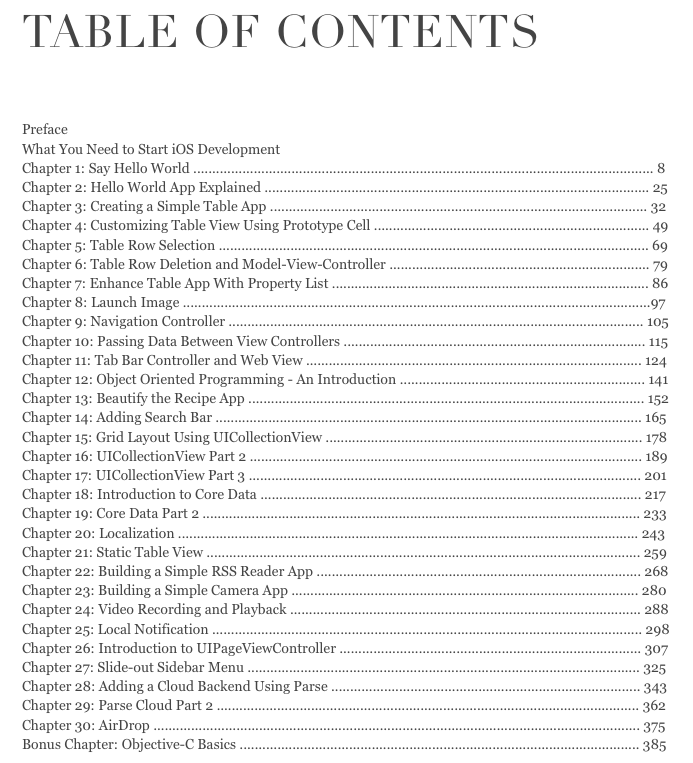 TABLE OF CONTENTS
Preface
What You Need to Start iOS Development
Chapter 1: Say Hello World ........................................ 8
Chapter 2: Hello World App Explained ........................................ 25
Chapter 3: Creating a Simple Table App ........................................ 32
Chapter 4: Customizing Table View Using Prototype Cell ........................................ 49
Chapter 5: Table Row Selection ........................................ 69
Chapter 6: Table Row Deletion and Model-View-Controller ........................................ 79
Chapter 7: Enhance Table App With Property List ........................................ 86
Chapter 8: Launch Image ........................................97
Chapter 9: Navigation Controller ........................................ 105
Chapter 10: Passing Data Between View Controllers ........................................ 115
Chapter 11: Tab Bar Controller and Web View ........................................ 124
Chapter 12: Object Oriented Programming - An Introduction ........................................ 141
Chapter 13: Beautify the Recipe App ........................................ 152
Chapter 14: Adding Search Bar ........................................ 165
Chapter 15: Grid Layout Using UICollectionView ........................................ 178
Chapter 16: UICollectionView Part 2 ........................................ 189
Chapter 17: UICollectionView Part 3 ........................................ 201
Chapter 18: Introduction to Core Data ........................................ 217
Chapter 19: Core Data Part 2 ........................................ 233
Chapter 20: Localization ........................................ 243
Chapter 21: Static Table View ........................................ 259
Chapter 22: Building a Simple RSS Reader App ........................................ 268
Chapter 23: Building a Simple Camera App ........................................ 280
Chapter 24: Video Recording and Playback ........................................ 288
Chapter 25: Local Notification ........................................ 298
Chapter 26: Introduction to UIPageViewController ........................................ 307
Chapter 27: Slide-out Sidebar Menu ........................................ 325
Chapter 28: Adding a Cloud Backend Using Parse ........................................ 343
Chapter 29: Parse Cloud Part 2 ........................................ 362
Chapter 30: AirDrop ........................................ 375
Bonus Chapter: Objective-C Basics ........................................ 385